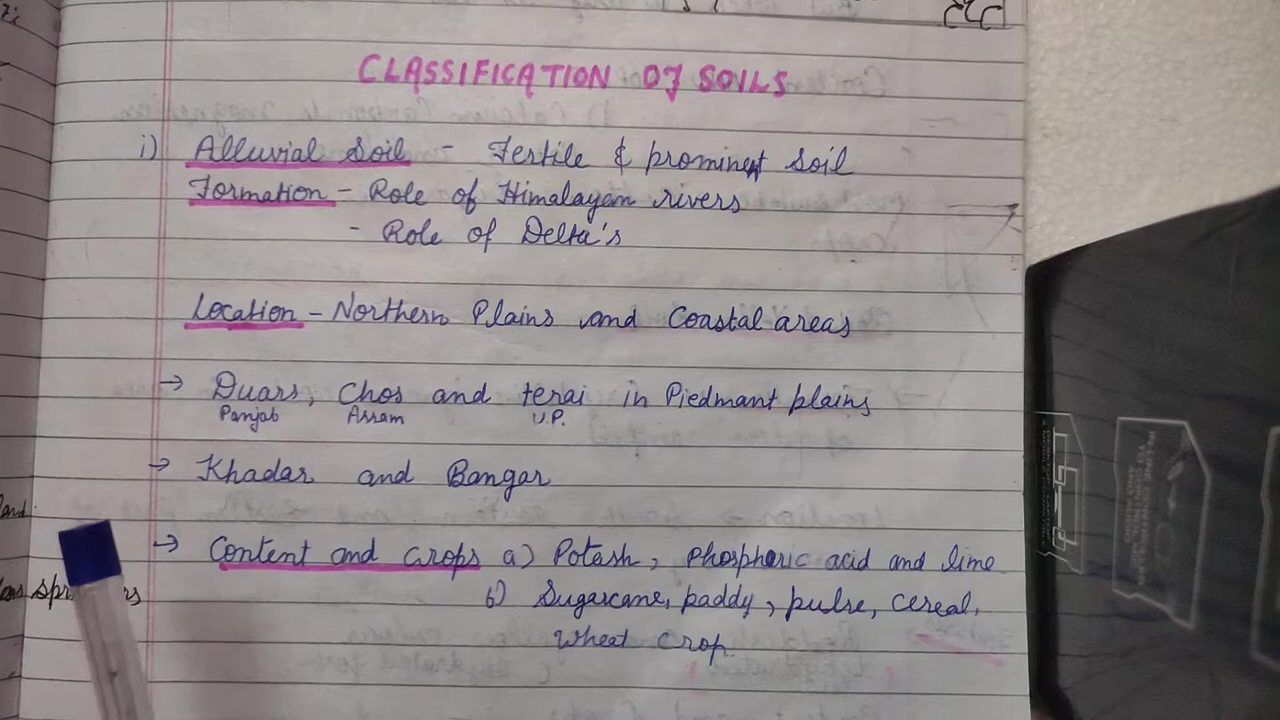 CLASSIFICATION OF SOILS
i) Alluvial Soil - Fertile & prominent soil
Formation - Role of Himalayan rivers
- Role of Delta's
Location - Northern Plains and Coastal areas
→ Duars, Chos and terai in Piedmant plains
Panjab Assram U.P.
→ Khadar and Bangar
→ Content and crops a) Potash, phosphoric acid and lime
b) Sugarcane, paddy, pulse, cereal,
wheat crop.